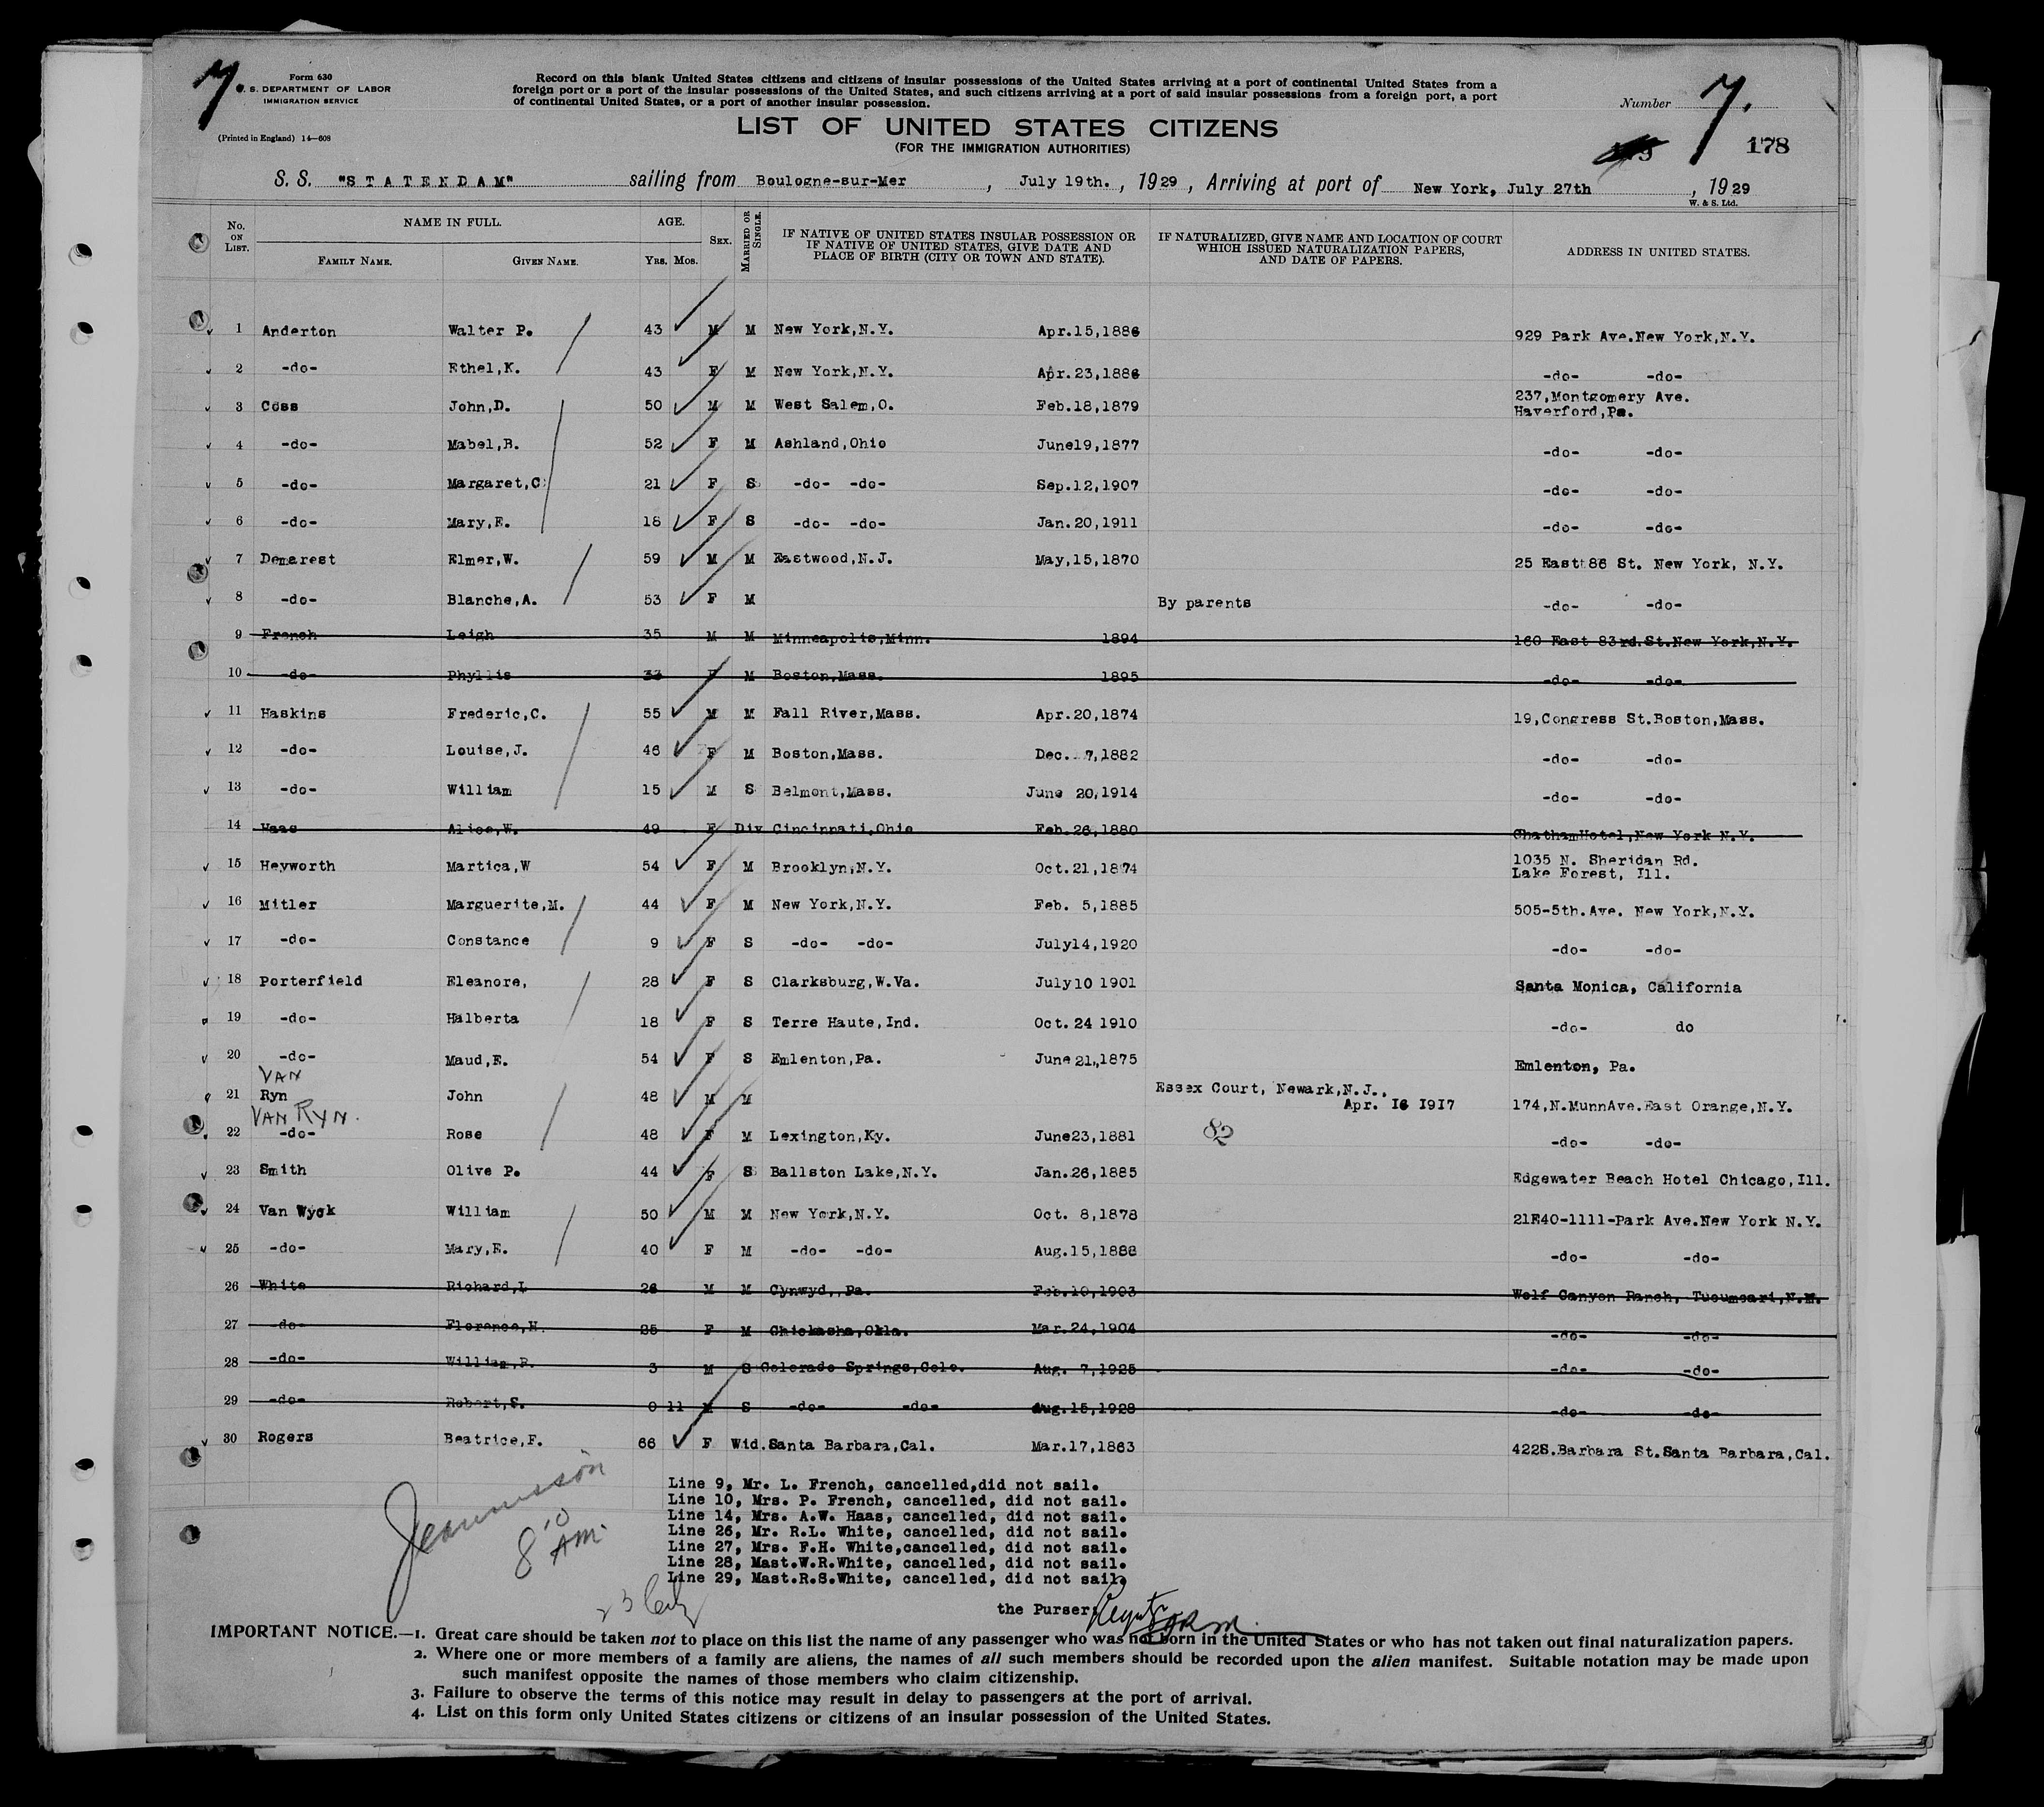 7.
Form 630
U. S. DEPARTMENT OF LABOR
IMMIGRATION SERVICE
(Printed in England) 14—608
Record on this blank United States citizens and citizens of insular possessions of the United States arriving at a port of continental United States from a
foreign port or a port of the insular possessions of the United States, and such citizens arriving at a port of said insular possessions from a foreign port, a port
of continental United States, or a port of another insular possession.
Number 7.
LIST OF UNITED STATES CITIZENS
(FOR THE IMMIGRATION AUTHORITIES)
178
S. S. "STATENDAM" sailing from Boulogne-sur-Mer, July 19th., 1929, Arriving at port of New York, July 27th, 1929
W. & S. Ltd.
No. ON LIST. NAME IN FULL. FAMILY NAME. GIVEN NAME. AGE. YRS. MOS. SEX. MARRIED OR SINGLE. IF NATIVE OF UNITED STATES INSULAR POSSESSION OR IF NATIVE OF UNITED STATES, GIVE DATE AND PLACE OF BIRTH (CITY OR TOWN AND STATE). IF NATURALIZED, GIVE NAME AND LOCATION OF COURT WHICH ISSUED NATURALIZATION PAPERS, AND DATE OF PAPERS. ADDRESS IN UNITED STATES.
1 Anderton Walter P. 43 M M New York,N.Y. Apr.15,1886 929 Park Ave.New York,N.Y.
2 -do- Ethel,K. 43 F M New York,N.Y. Apr.23,1886 -do- -do-
3 Coss John,D. 50 M M West Salem,O. Feb.18,1879 237,Montgomery Ave. Haverford,Pa.
4 -do- Mabel,B. 52 F M Ashland,Ohio June19,1877 -do- -do-
5 -do- Margaret,C. 21 F S -do- -do- Sep.12,1907 -do- -do-
6 -do- Mary,E. 18 F S -do- -do- Jan.20,1911 -do- -do-
7 Demarest Elmer,W. 59 M M Eastwood,N.J. May,15,1870 25 East 86 St. New York, N.Y.
8 -do- Blanche,A. 53 F M By parents -do- -do-
9 French Leigh 35 M M Minneapolis,Minn. 1894 160 East 83rd.St.New York,N.Y.
10 -do- Phyllis 33 F M Boston,Mass. 1895 -do- -do-
11 Haskins Frederic,C. 55 M M Fall River,Mass. Apr.20,1874 19,Congress St.Boston,Mass.
12 -do- Louise,J. 46 F M Boston,Mass. Dec. 7,1882 -do- -do-
13 -do- William 15 M S Belmont,Mass. June 20,1914 -do- -do-
14 Haas Alice,W. 49 F Div Cincinnati,Ohio Feb.26,1880 ChathamHotel,New York N.Y.
15 Heyworth Martica,W 54 F M Brooklyn,N.Y. Oct.21,1874 1035 N. Sheridan Rd. Lake Forest, Ill.
16 Mitler Marguerite,M. 44 F M New York,N.Y. Feb. 5,1885 505-5th.Ave. New York,N.Y.
17 -do- Constance 9 F S -do- -do- July14,1920 -do- -do-
18 Porterfield Eleanore, 28 F S Clarksburg,W.Va. July10 1901 Santa Monica, California
19 -do- Halberta 18 F S Terre Haute,Ind. Oct. 24 1910 -do- do
20 -do- Maud,E. 54 F S Emlenton,Pa. June 21,,1875 Emlenton, Pa.
VAN
21 Ryn John 48 M M Essex Court, Newark,N.J., Apr. 16 1917 174,N.MunnAve.East Orange,N.Y.
VAN RYN.
22 -do- Rose 48 F M Lexington,Ky. June23,1881 82 -do- -do-
23 Smith Olive P. 44 F S Ballston Lake,N.Y. Jan.26,1885 Edgewater Beach Hotel Chicago,Ill.
24 Van Wyck William 50 M M New York,N.Y. Oct. 8,1878 21E40-1111-Park Ave.New York N.Y.
25 -do- Mary,E. 40 F M -do- -do- Aug.15,1888 -do- -do-
26 White Richard,L 26 M M Cynwyd,,Pa. Feb.10,1903 Wolf Canyon Ranch, Tucumcari,N.M.
27 -do- Florence,H. 25 F M Chickasha,Okla. Mar.24,1904 -do- -do-
28 -do- William,R. 3 M S Colorado Springs,Colo. Aug. 7,1925 -do- -do-
29 -do- Robert,S. 0 11 M S -do- -do- Aug.15,1928 -do- -do-
30 Rogers Beatrice,F. 66 F Wid. Santa Barbara,Cal. Mar.17,1863 422S.Barbara St.Santa Barbara,Cal.
Line 9, Mr. L. French, cancelled,did not sail.
Line 10, Mrs. P. French, cancelled, did not sail.
Line 14, Mrs. A.W. Haas, cancelled, did not sail.
Line 26, Mr. R.L. White, cancelled, did not sail.
Line 27, Mrs. F.H. White,cancelled, did not sail.
Line 28, Mast.W.R.White, cancelled, did not sail.
Line 29, Mast.R.S.White, cancelled, did not sail.
8 10 AM.
the Purser,
IMPORTANT NOTICE.—1. Great care should be taken not to place on this list the name of any passenger who was not born in the United States or who has not taken out final naturalization papers.
2. Where one or more members of a family are aliens, the names of all such members should be recorded upon the alien manifest. Suitable notation may be made upon
such manifest opposite the names of those members who claim citizenship.
3. Failure to observe the terms of this notice may result in delay to passengers at the port of arrival.
4. List on this form only United States citizens or citizens of an insular possession of the United States.